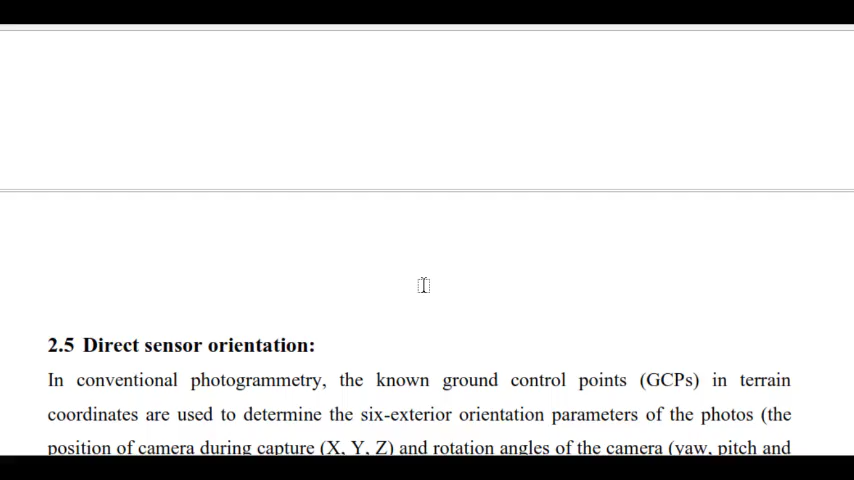 2.5 Direct sensor orientation:
In conventional photogrammetry, the known ground control points (GCPs) in terrain
coordinates are used to determine the six-exterior orientation parameters of the photos (the
position of camera during capture (X, Y, Z) and rotation angles of the camera (yaw, pitch and